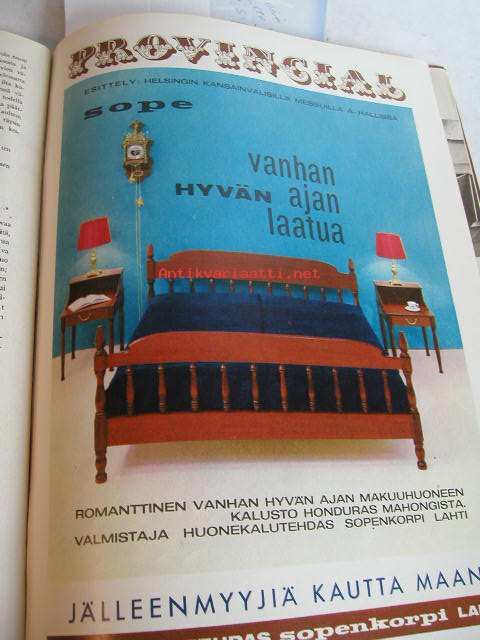 PROVINCIAL
ESITTELY: HELSINGIN KANSAINVÄLISILLÄ MESSUILLA A-HALLISSA
sope
vanhan
HYVÄN ajan
laatua
Antikvariaatti.net
ROMANTTINEN VANHAN HYVÄN AJAN MAKUUHUONEEN
KALUSTO HONDURAS MAHONGISTA.
VALMISTAJA HUONEKALUTEHDAS SOPENKORPI LAHTI
JÄLLEENMYYJIÄ KAUTTA MAAN
sopenkorpi